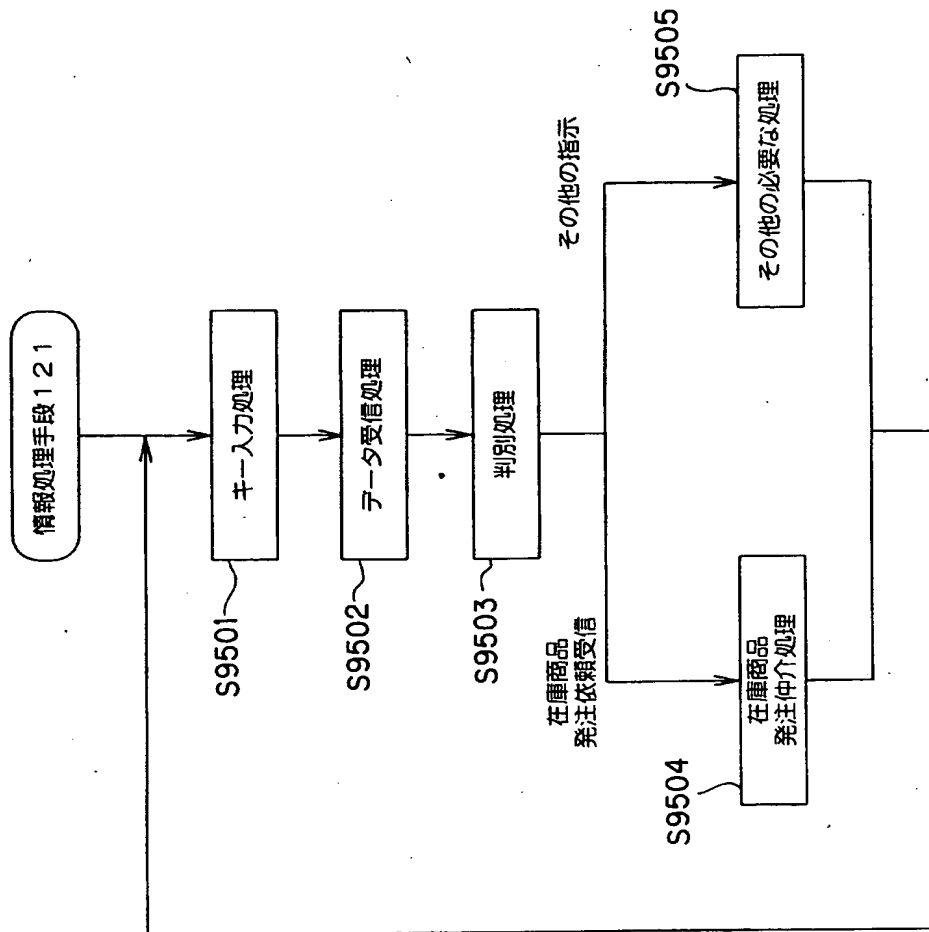 情報処理手段121
キー入力処理
S9501
データ受信処理
S9502
判別処理
S9503
在庫商品
発注依頼受信
その他の指示
在庫商品
発注仲介処理
S9504
その他の必要な処理
S9505